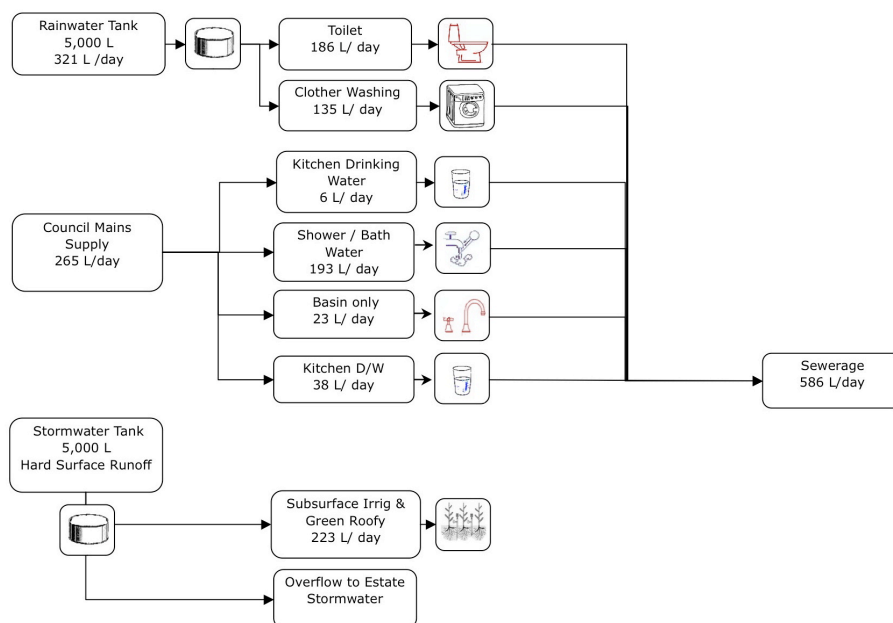 Rainwater Tank
5,000 L
321 L /day
Toilet
186 L/ day
Clother Washing
135 L/ day
Kitchen Drinking
Water
6 L/ day
Council Mains
Supply
265 L/day
Shower / Bath
Water
193 L/ day
Basin only
23 L/ day
Kitchen D/W
38 L/ day
Sewerage
586 L/day
Stormwater Tank
5,000 L
Hard Surface Runoff
Subsurface Irrig &
Green Roofy
223 L/ day
Overflow to Estate
Stormwater